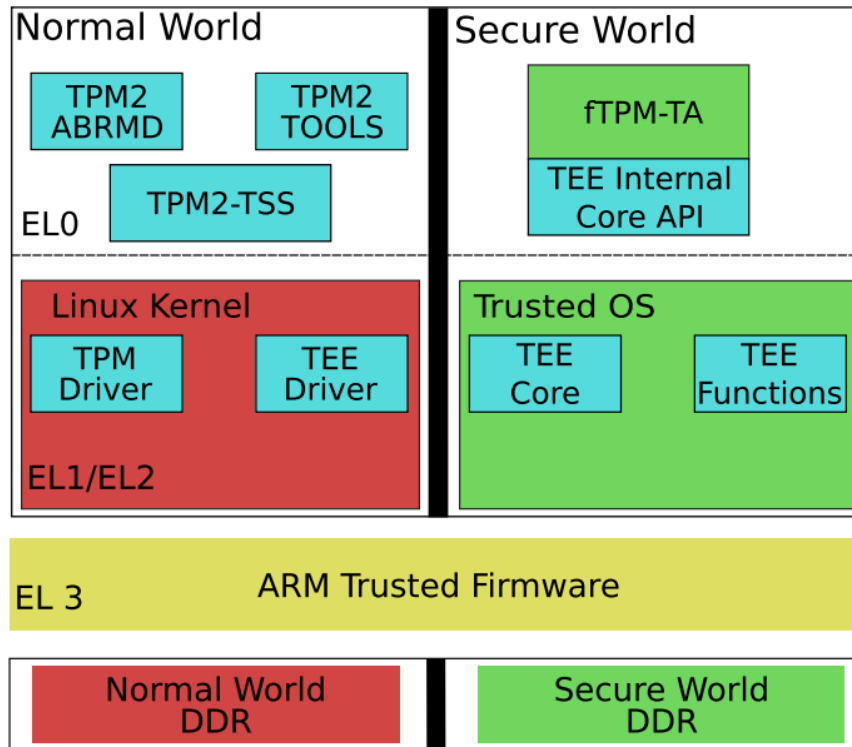 Normal World
Secure World
TPM2
ABRMD
TPM2
TOOLS
TPM2-TSS
EL0
fTPM-TA
TEE Internal
Core API
Linux Kernel
TPM
Driver
TEE
Driver
EL1/EL2
Trusted OS
TEE
Core
TEE
Functions
EL 3
ARM Trusted Firmware
Normal World
DDR
Secure World
DDR